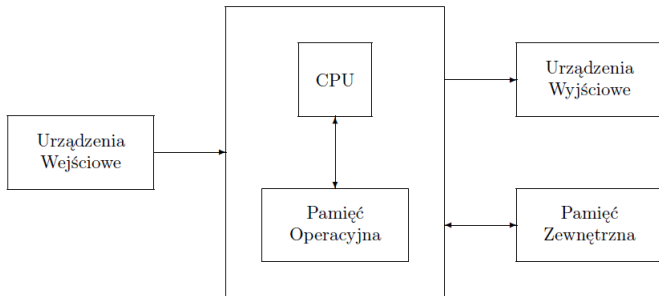 Urządzenia
Wejściowe
CPU
Pamięć
Operacyjna
Urządzenia
Wyjściowe
Pamięć
Zewnętrzna